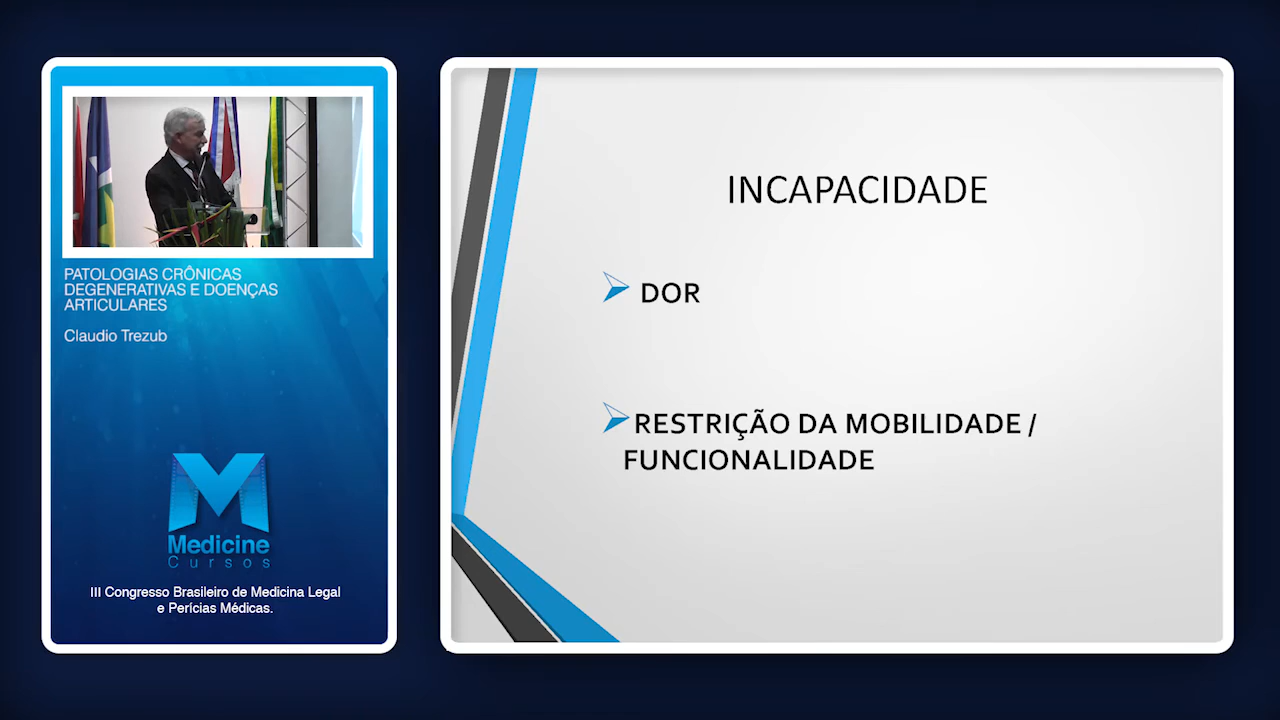 PATOLOGIAS CRÔNICAS
DEGENERATIVAS E DOENÇAS
ARTICULARES
Claudio Trezub
Medicine
Cursos
III Congresso Brasileiro de Medicina Legal
e Perícias Médicas.
INCAPACIDADE
DOR
RESTRIÇÃO DA MOBILIDADE /
FUNCIONALIDADE